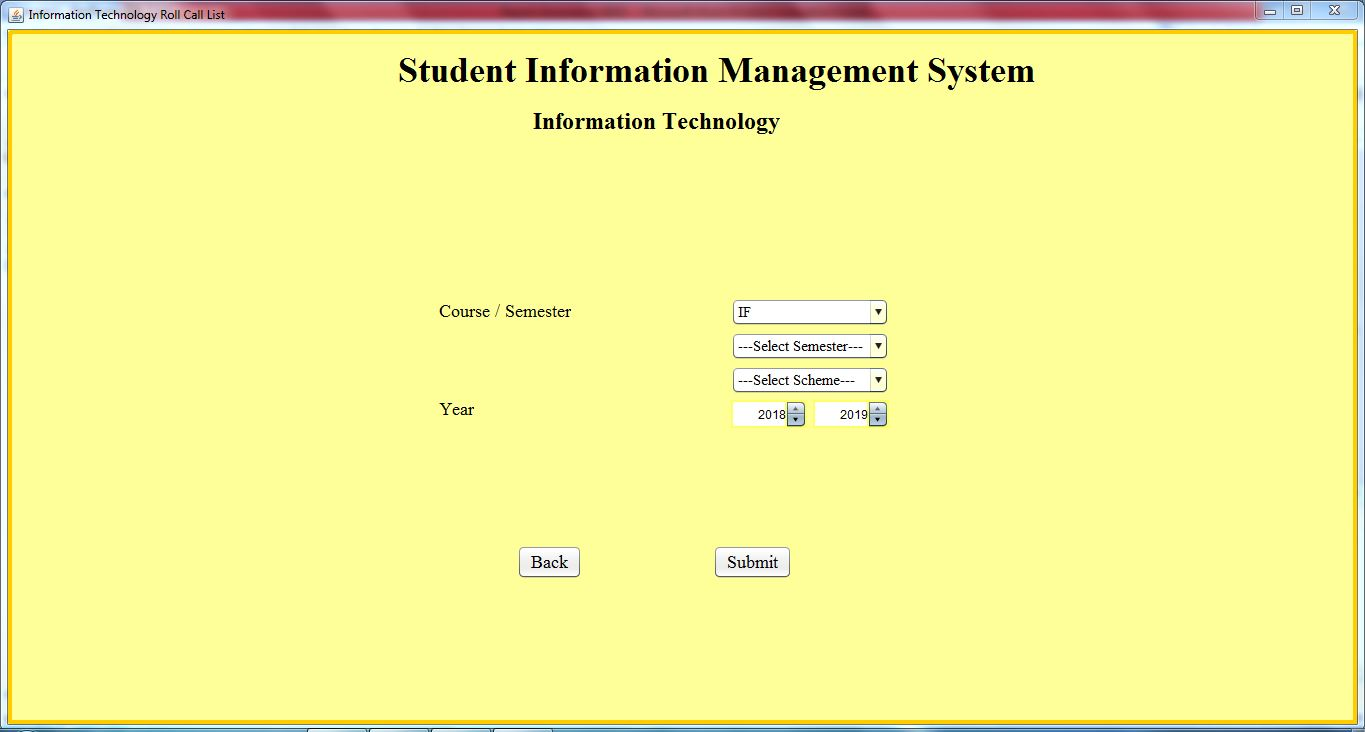 Information Technology Roll Call List
Student Information Management System
Information Technology
Course / Semester
IF
---Select Semester---
---Select Scheme---
Year
2018 2019
Back Submit